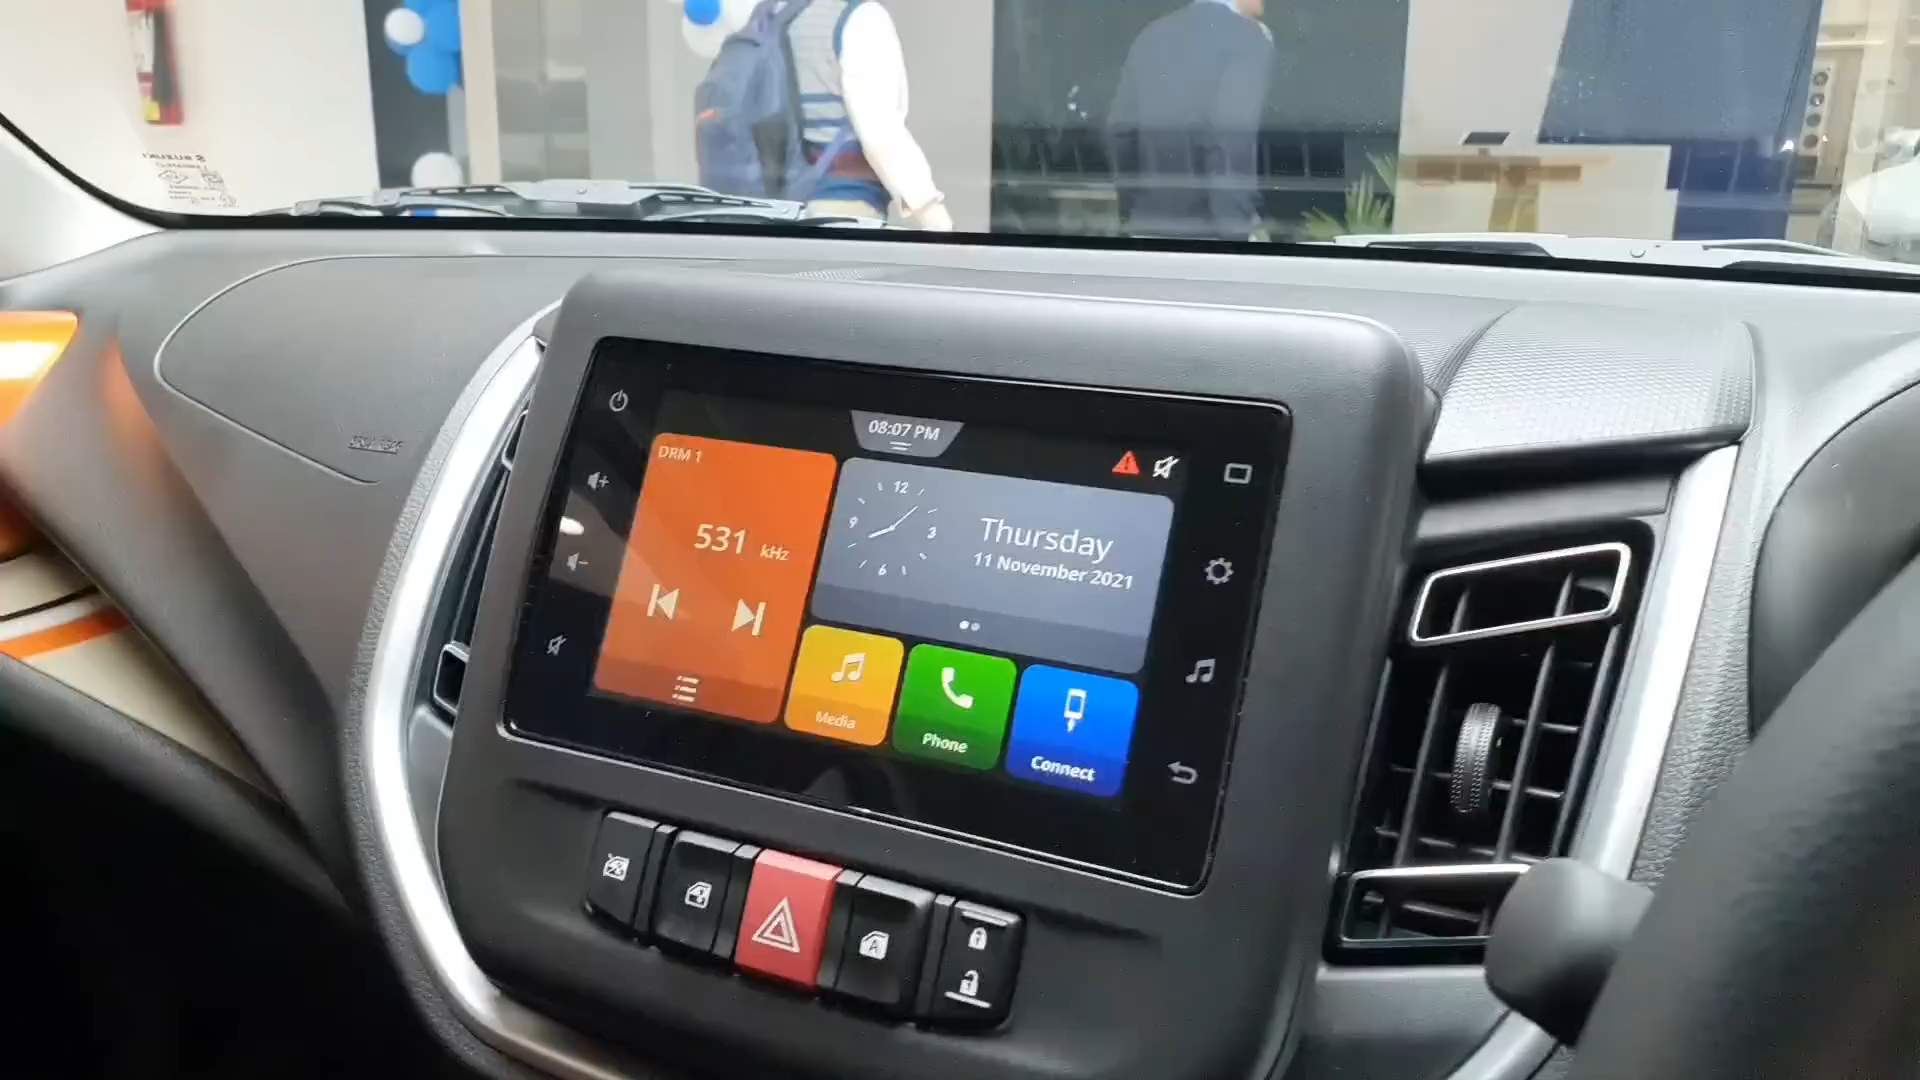 08:07 PM
DRM 1
531 kHz
12
9
3
6
Thursday
11 November 2021
Media
Phone
Connect
A